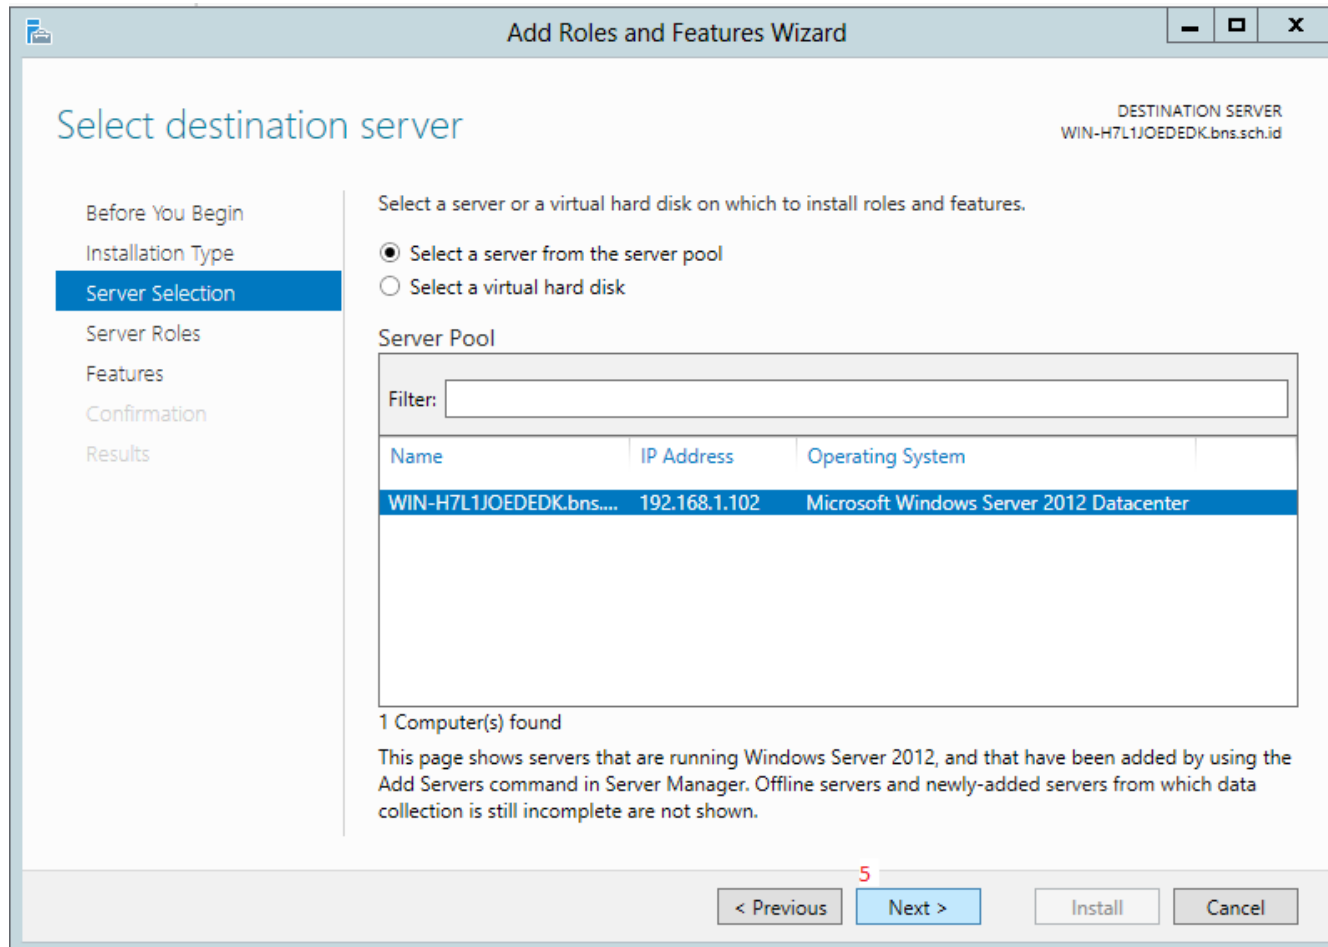 Add Roles and Features Wizard
Select destination server
DESTINATION SERVER
WIN-H7L1JOEDEDK.bns.sch.id
Before You Begin
Installation Type
Server Selection
Server Roles
Features
Confirmation
Results
Select a server or a virtual hard disk on which to install roles and features.
Select a server from the server pool
Select a virtual hard disk
Server Pool
Filter:
Name IP Address Operating System
WIN-H7L1JOEDEDK.bns.... 192.168.1.102 Microsoft Windows Server 2012 Datacenter
1 Computer(s) found
This page shows servers that are running Windows Server 2012, and that have been added by using the
Add Servers command in Server Manager. Offline servers and newly-added servers from which data
collection is still incomplete are not shown.
5
< Previous Next > Install Cancel